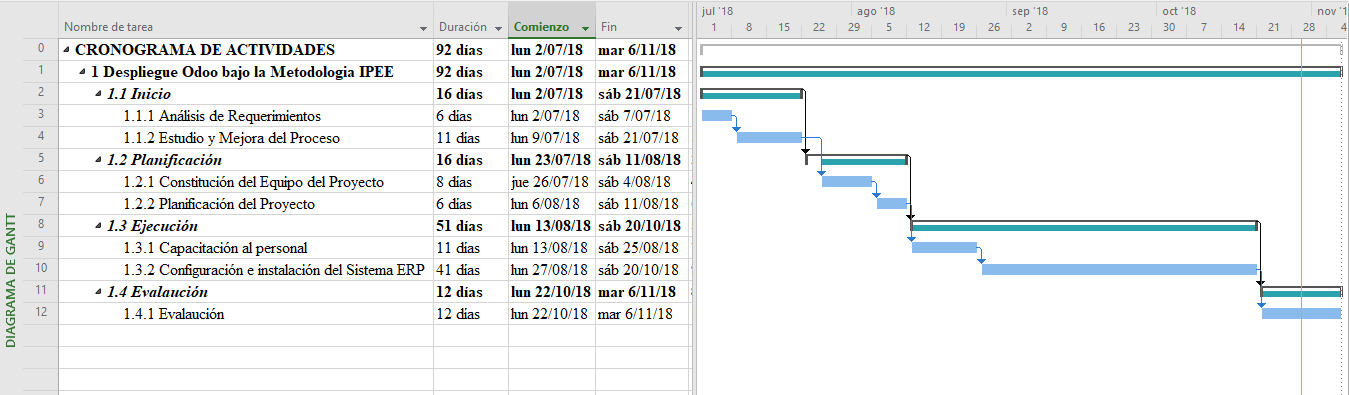 Nombre de tarea Duración Comienzo Fin jul '18 ago '18 sep '18 oct '18 nov '1
1 8 15 22 29 5 12 19 26 2 9 16 23 30 7 14 21 28 4
0 CRONOGRAMA DE ACTIVIDADES 92 días lun 2/07/18 mar 6/11/18
1 1 Despliegue Odoo bajo la Metodologia IPEE 92 días lun 2/07/18 mar 6/11/18
2 1.1 Inicio 16 días lun 2/07/18 sáb 21/07/18
3 1.1.1 Análisis de Requerimientos 6 días lun 2/07/18 sáb 7/07/18
4 1.1.2 Estudio y Mejora del Proceso 11 días lun 9/07/18 sáb 21/07/18
5 1.2 Planificación 16 días lun 23/07/18 sáb 11/08/18
6 1.2.1 Constitución del Equipo del Proyecto 8 días jue 26/07/18 sáb 4/08/18
7 1.2.2 Planificación del Proyecto 6 días lun 6/08/18 sáb 11/08/18
8 1.3 Ejecución 51 días lun 13/08/18 sáb 20/10/18
9 1.3.1 Capacitación al personal 11 días lun 13/08/18 sáb 25/08/18
10 1.3.2 Configuración e instalación del Sistema ERP 41 días lun 27/08/18 sáb 20/10/18
11 1.4 Evalaución 12 días lun 22/10/18 mar 6/11/18
12 1.4.1 Evalaución 12 días lun 22/10/18 mar 6/11/18
DIAGRAMA DE GANTT